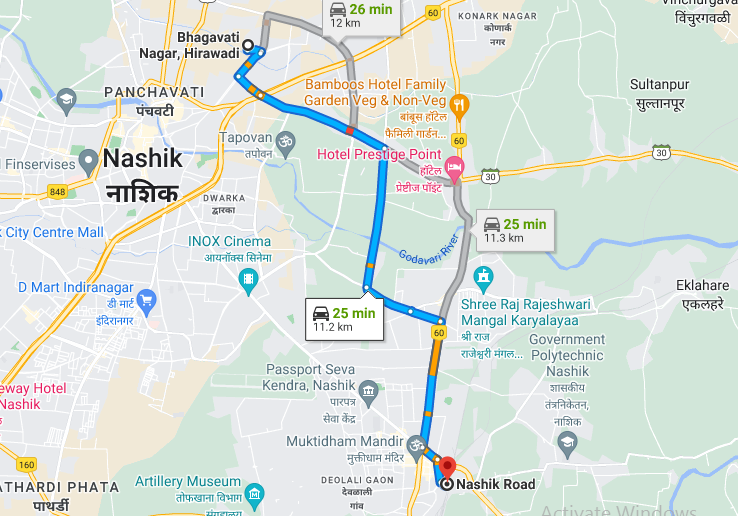 Vinchurgavali
विंचुरगवळी
26 min
12 km
60
KONARK NAGAR
कोणार्क
नगर
Bhagavati
Nagar, Hirawadi
PANCHAVATI
पंचवटी
Bamboos Hotel Family
Garden Veg & Non-Veg
बांबूस हॉटेल
फैमिली गार्डन...
60
Sultanpur
सुल्तानपूर
Tapovan
तपोवन
Finservises
Nashik
नाशिक
848
Hotel Prestige Point
हॉटेल
प्रेष्टीज पॉइंट
30
30
DWARKA
द्वारका
City Centre Mall
25 min
11.3 km
INOX Cinema
आयनॉक्स सिनेमा
Godavari River
D Mart Indiranagar
डी मार्ट
इंदिरानगर
Eklahare
एकलहरे
25 min
11.2 km
Shree Raj Rajeshwari
Mangal Karyalayaa
श्री राज
राजेश्वरी मंगल...
60
Government
Polytechnic
Nashik
शासकीय
तंत्रनिकेतन,
नाशिक
Passport Seva
Kendra, Nashik
पारपत्र
सेवा केंद्र
eway Hotel
Nashik
Muktidham Mandir
मुक्तीधाम मंदिर
160
ATHARDI PHATA
पाथर्डी
Artillery Museum
तोफखाना विभाग
संग्रहालय
DEOLALI GAON
देवळाली
गांव
Nashik Road
Activate Windows